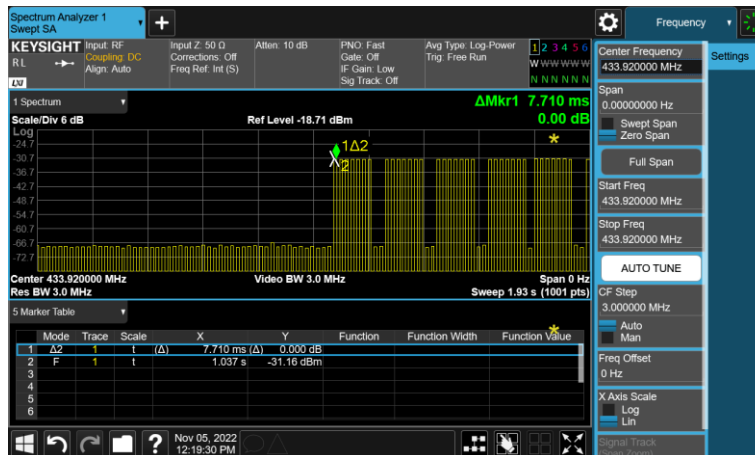 Spectrum Analyzer 1
Swept SA
Frequency
KEYSIGHT
RL
LXI
Input: RF
Coupling: DC
Align: Auto
Input Z: 50 Ω
Corrections: Off
Freq Ref: Int (S)
Atten: 10 dB
PNO: Fast
Gate: Off
IF Gain: Low
Sig Track: Off
Avg Type: Log-Power
Trig: Free Run
1 2 3 4 5 6
W W W W W W
N N N N N N
Settings
1 Spectrum
ΔMkr1 7.710 ms
0.00 dB
Scale/Div 6 dB
Ref Level -18.71 dBm
Log
-24.7
-30.7
-36.7
-42.7
-48.7
-54.7
-60.7
-66.7
-72.7
1Δ2
2
Center 433.920000 MHz
Res BW 3.0 MHz
Video BW 3.0 MHz
Span 0 Hz
Sweep 1.93 s (1001 pts)
5 Marker Table
Mode Trace Scale X Y Function Function Width Function Value
1 Δ2 1 t (Δ) 7.710 ms (Δ) 0.000 dB
2 F 1 t 1.037 s -31.16 dBm
3
4
5
6
Center Frequency
433.920000 MHz
Span
0.00000000 Hz
Swept Span
Zero Span
Full Span
Start Freq
433.920000 MHz
Stop Freq
433.920000 MHz
AUTO TUNE
CF Step
3.000000 MHz
Auto
Man
Freq Offset
0 Hz
X Axis Scale
Log
Lin
Signal Track
(Span Zoom)
?
Nov 05, 2022
12:19:30 PM